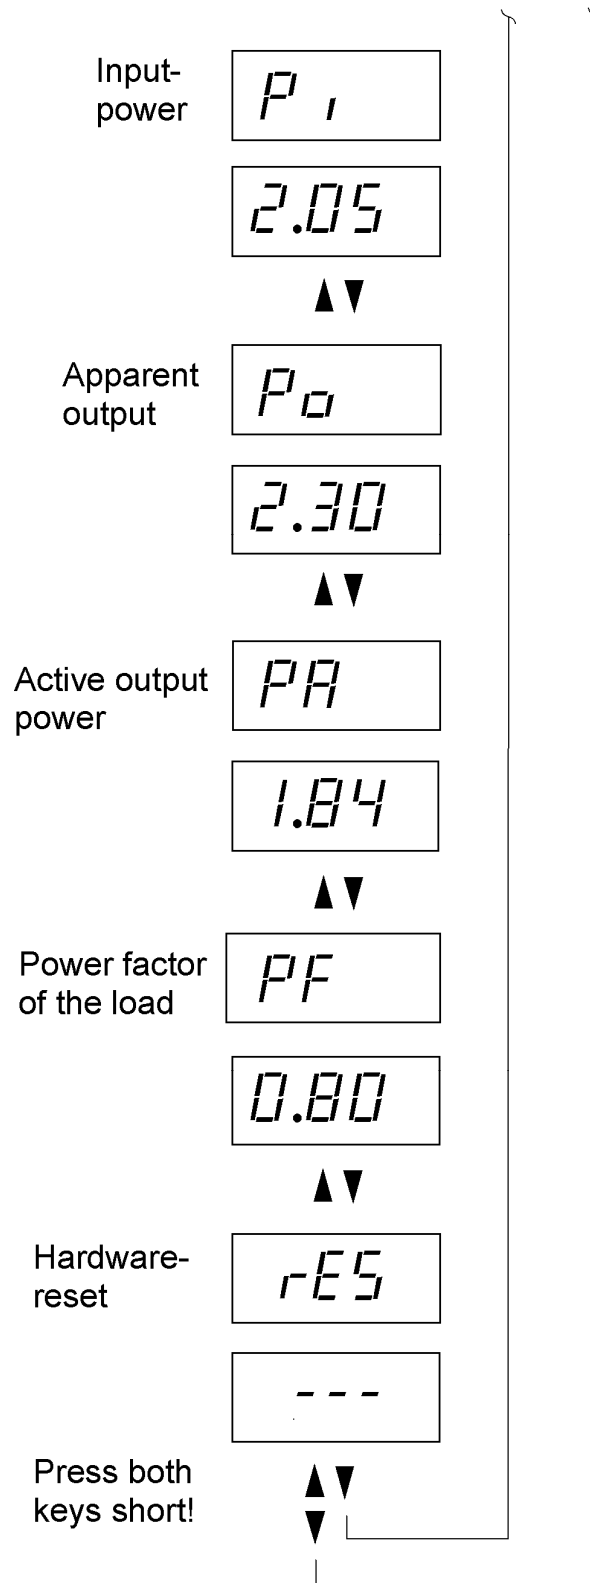 Input-
power
P i
2.05
Apparent
output
Po
2.30
Active output
power
PA
1.84
Power factor
of the load
PF
0.80
Hardware-
reset
rES
---
Press both
keys short!